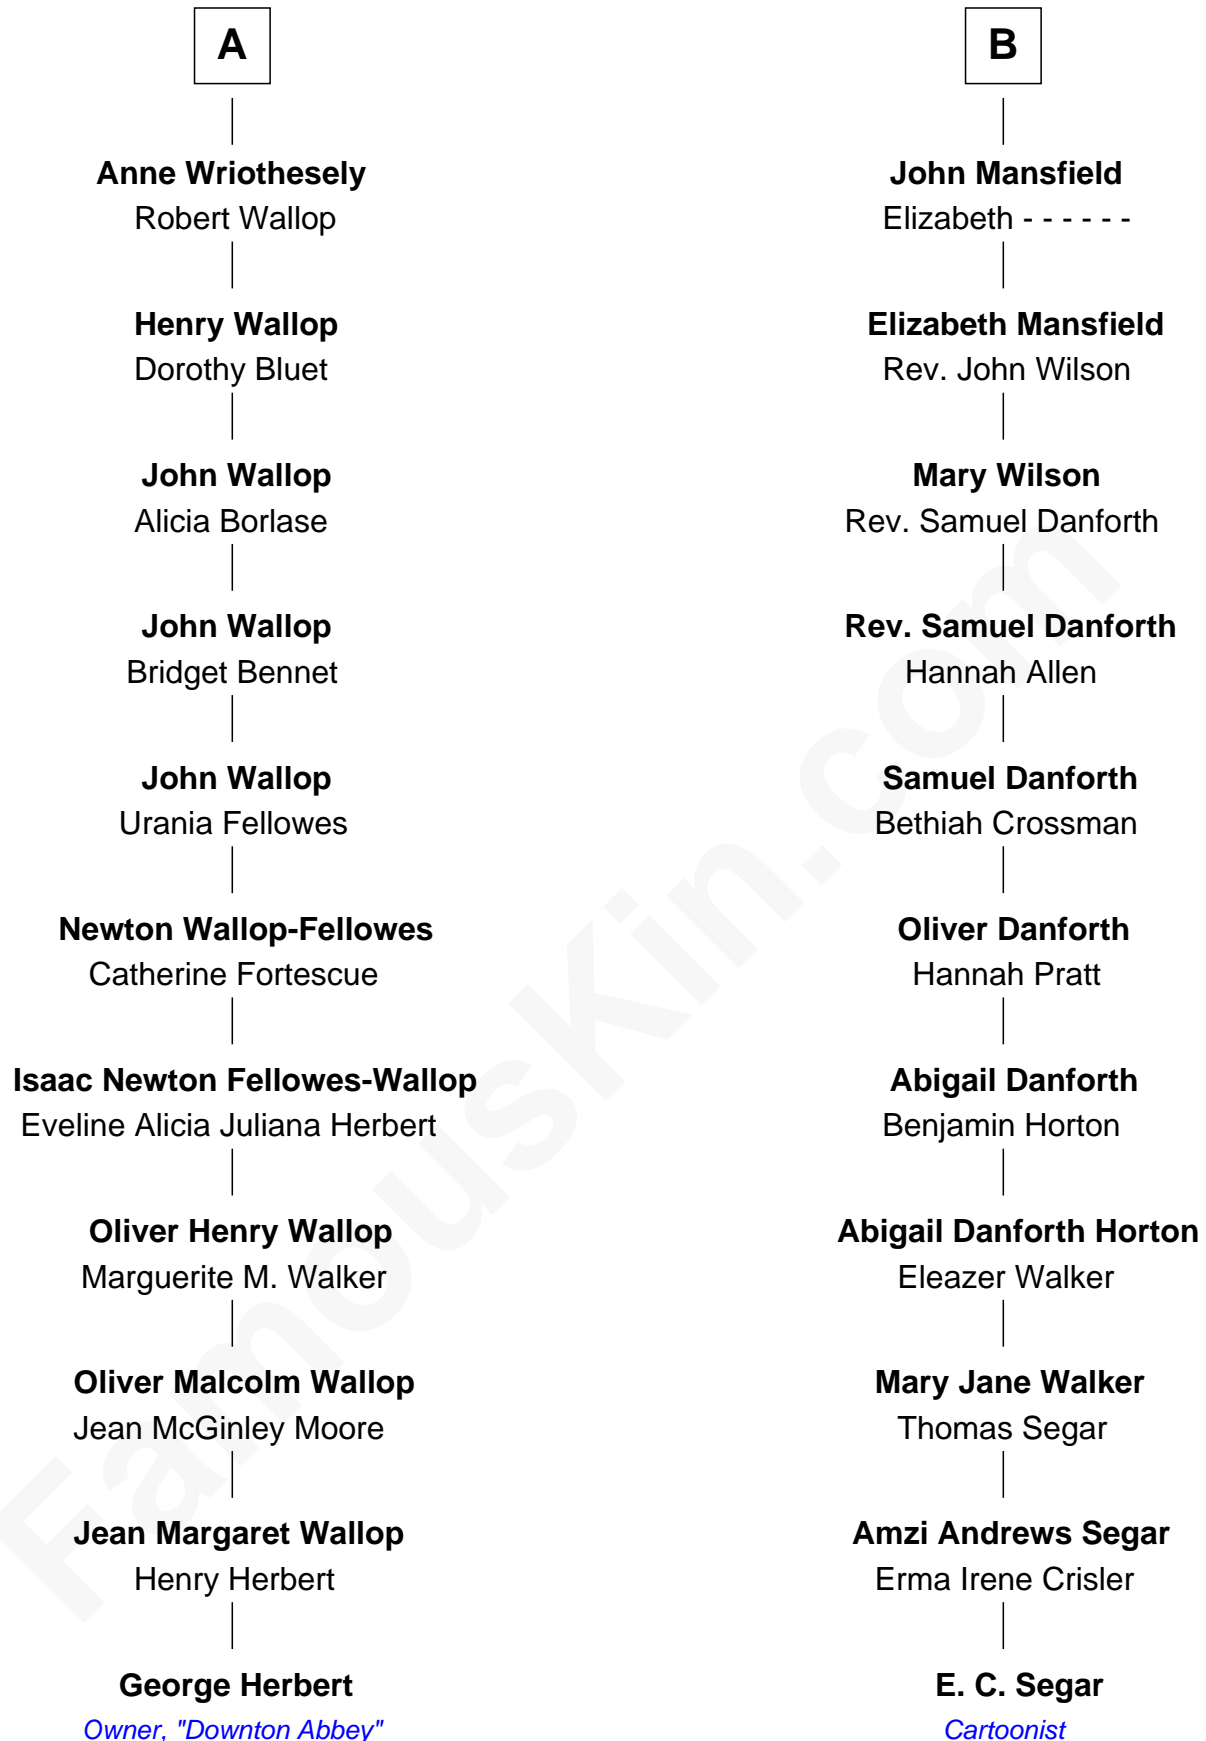 A
Anne Wriothesely
Robert Wallop
Henry Wallop
Dorothy Bluet
John Wallop
Alicia Borlase
John Wallop
Bridget Bennet
John Wallop
Urania Fellowes
Newton Wallop-Fellowes
Catherine Fortescue
Isaac Newton Fellowes-Wallop
Eveline Alicia Juliana Herbert
Oliver Henry Wallop
Marguerite M. Walker
Oliver Malcolm Wallop
Jean McGinley Moore
Jean Margaret Wallop
Henry Herbert
George Herbert
Owner, "Downton Abbey"
B
John Mansfield
Elizabeth - - - - - -
Elizabeth Mansfield
Rev. John Wilson
Mary Wilson
Rev. Samuel Danforth
Rev. Samuel Danforth
Hannah Allen
Samuel Danforth
Bethiah Crossman
Oliver Danforth
Hannah Pratt
Abigail Danforth
Benjamin Horton
Abigail Danforth Horton
Eleazer Walker
Mary Jane Walker
Thomas Segar
Amzi Andrews Segar
Erma Irene Crisler
E. C. Segar
Cartoonist
FamousKin.com